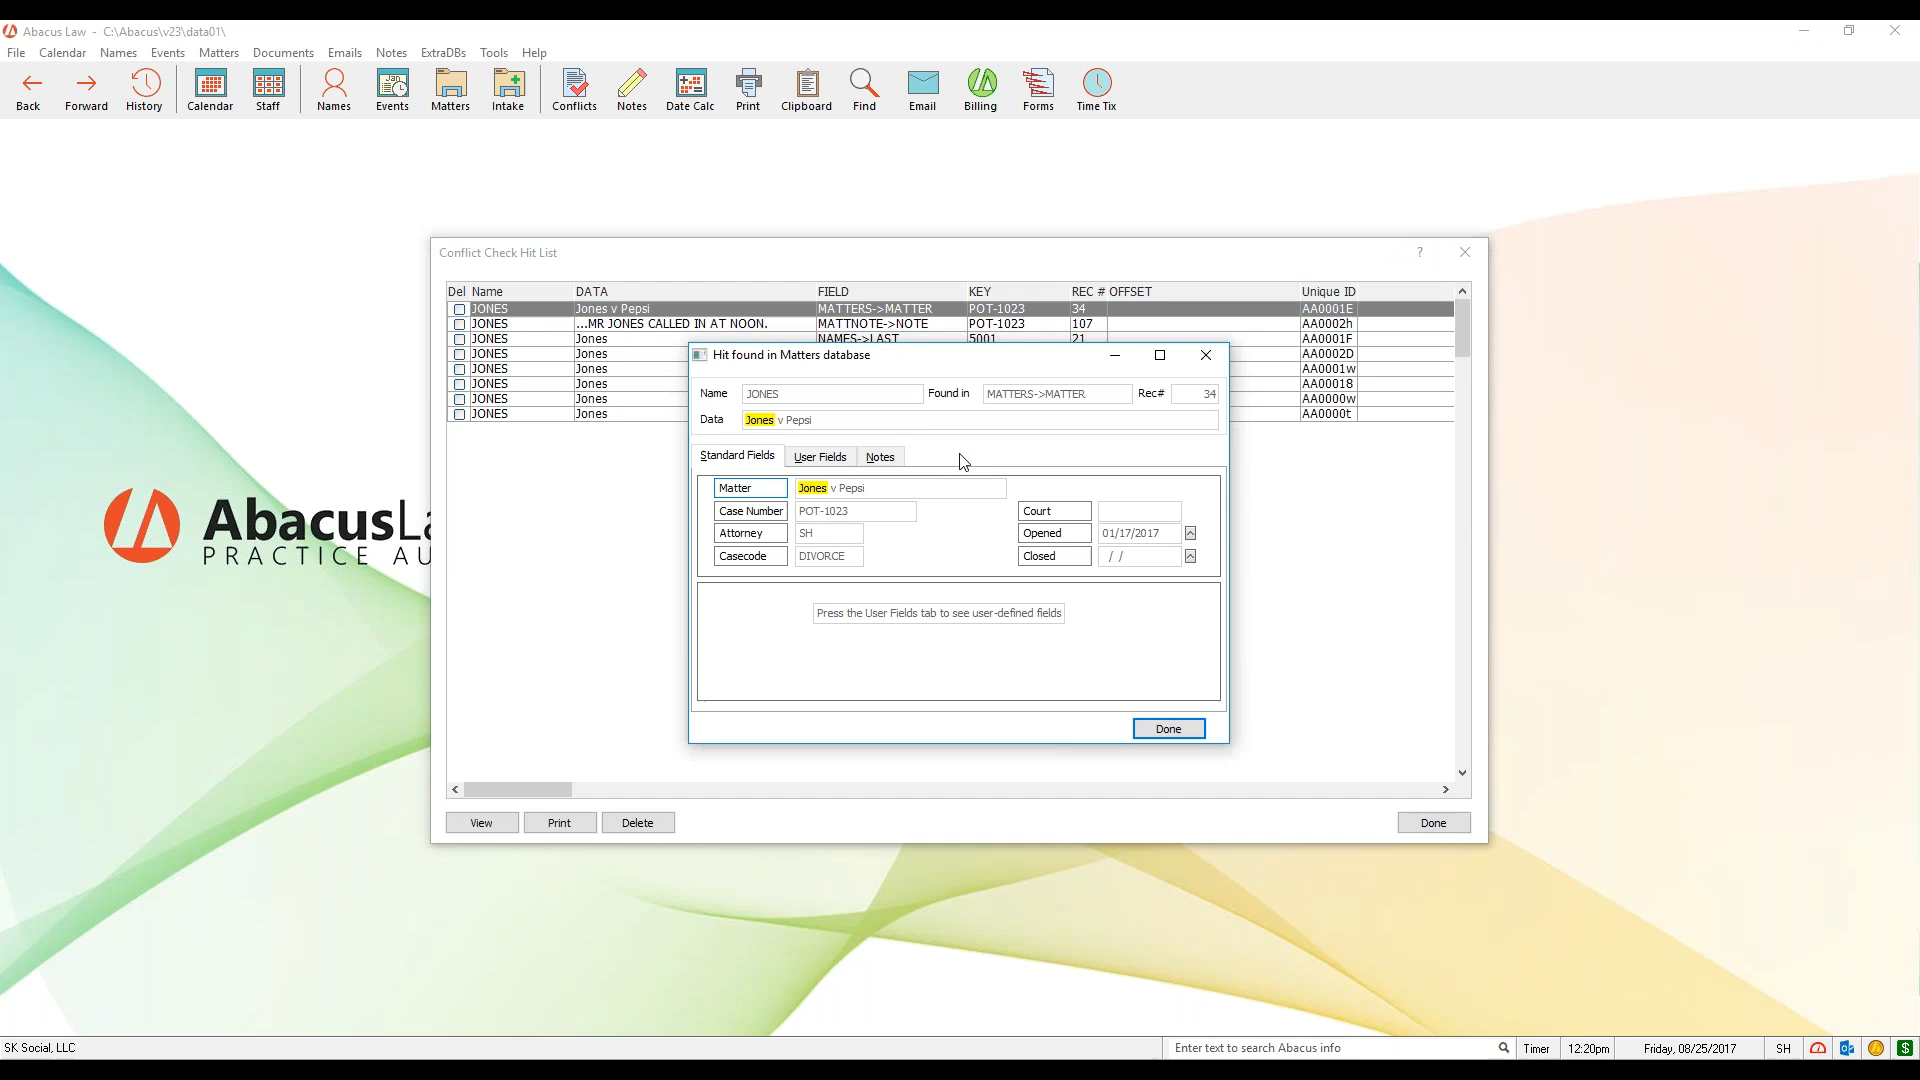 Abacus Law - C:\Abacus\v23\data01\
File Calendar Names Events Matters Documents Emails Notes ExtraDBs Tools Help
Back Forward History Calendar Staff Names Events Matters Intake Conflicts Notes Date Calc Print Clipboard Find Email Billing Forms Time Tix
Conflict Check Hit List
Del Name DATA FIELD KEY REC # OFFSET Unique ID
JONES Jones v Pepsi MATTERS->MATTER POT-1023 34 AA0001E
JONES ...MR JONES CALLED IN AT NOON. MATTNOTE->NOTE POT-1023 107 AA0002h
JONES Jones NAMES->LAST 5001 21 AA0001F
JONES Jones AA0002D
JONES Jones AA0001w
JONES Jones AA00018
JONES Jones AA0000w
JONES Jones AA0000t
Hit found in Matters database
Name JONES Found in MATTERS->MATTER Rec# 34
Data Jones v Pepsi
Standard Fields User Fields Notes
Matter Jones v Pepsi
Case Number POT-1023 Court
Attorney SH Opened 01/17/2017
Casecode DIVORCE Closed / /
Press the User Fields tab to see user-defined fields
Done
View Print Delete Done
AbacusLa
PRACTICE AU
SK Social, LLC Enter text to search Abacus info Timer 12:20pm Friday, 08/25/2017 SH